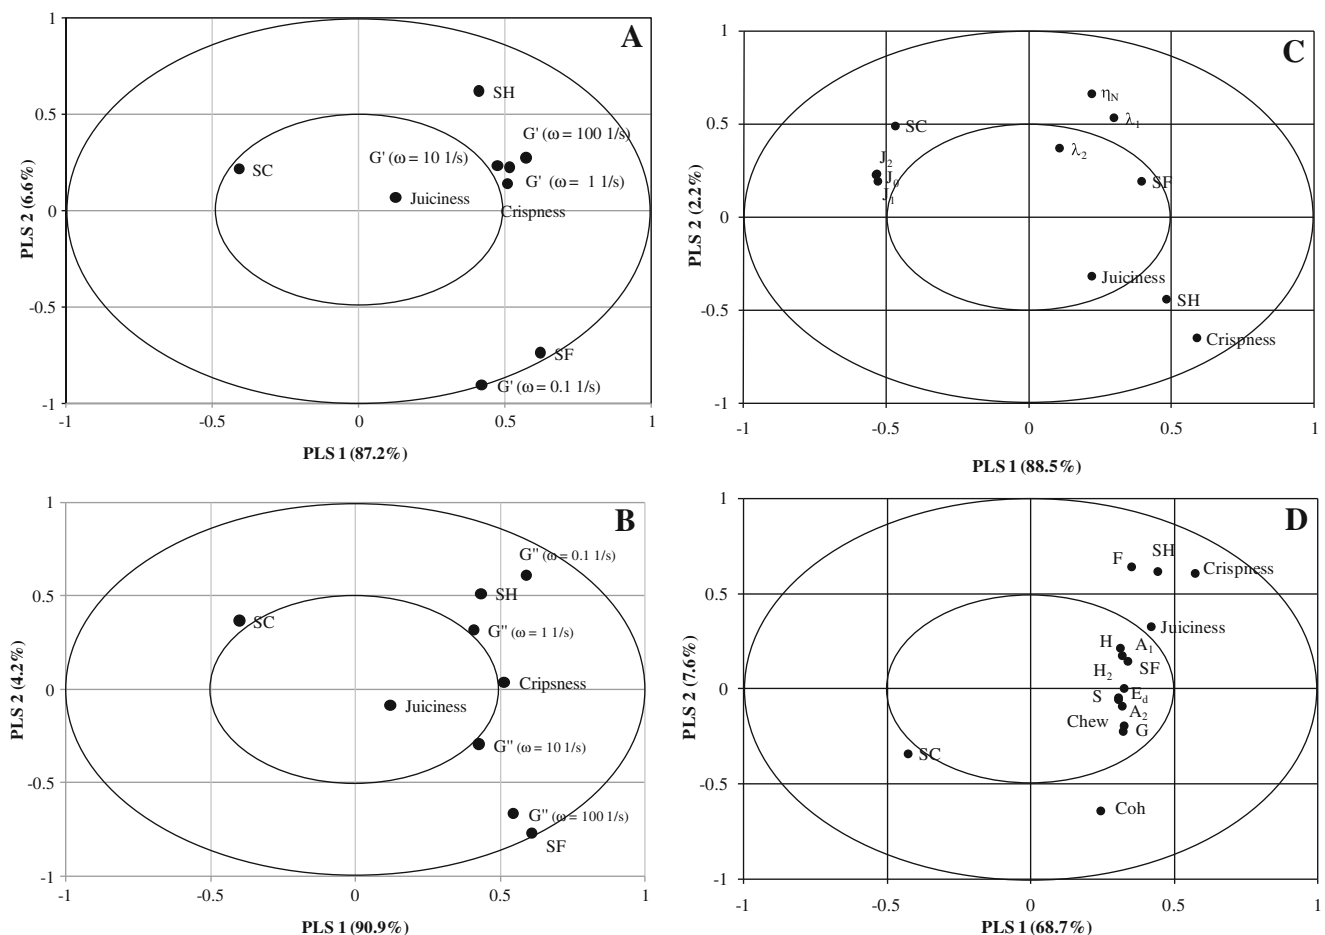 A
1
0.5
0
-0.5
-1
PLS 2 (6.6%)
SH
G' (ω = 100 1/s)
G' (ω = 10 1/s)
SC
G' (ω = 1 1/s)
Juiciness
Crispness
SF
G' (ω = 0.1 1/s)
-1
-0.5
0
0.5
1
PLS 1 (87.2%)
C
1
0.5
0
-0.5
-1
PLS 2 (2.2%)
ηN
λ1
SC
λ2
J2
J0
J1
SF
Juiciness
SH
Crispness
-1
-0.5
0
0.5
1
PLS 1 (88.5%)
B
1
0.5
0
-0.5
-1
PLS 2 (4.2%)
G'' (ω = 0.1 1/s)
SH
SC
G'' (ω = 1 1/s)
Cripsness
Juiciness
G'' (ω = 10 1/s)
G'' (ω = 100 1/s)
SF
-1
-0.5
0
0.5
1
PLS 1 (90.9%)
D
1
0.5
0
-0.5
-1
PLS 2 (7.6%)
F
SH
Crispness
Juiciness
H
A1
H2
SF
S
Ed
A2
Chew
G
SC
Coh
-1
-0.5
0
0.5
1
PLS 1 (68.7%)